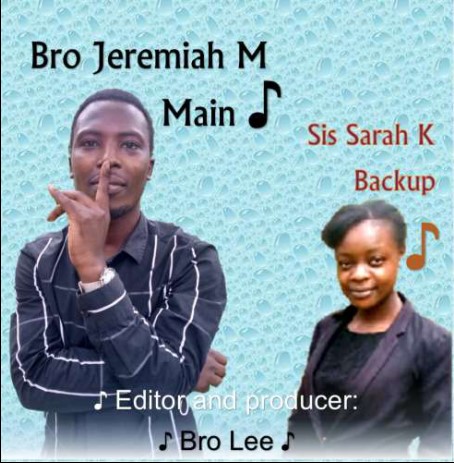 Bro Jeremiah M
Main ♪
Sis Sarah K
Backup
♪
♪ Editor and producer:
♪ Bro Lee ♪